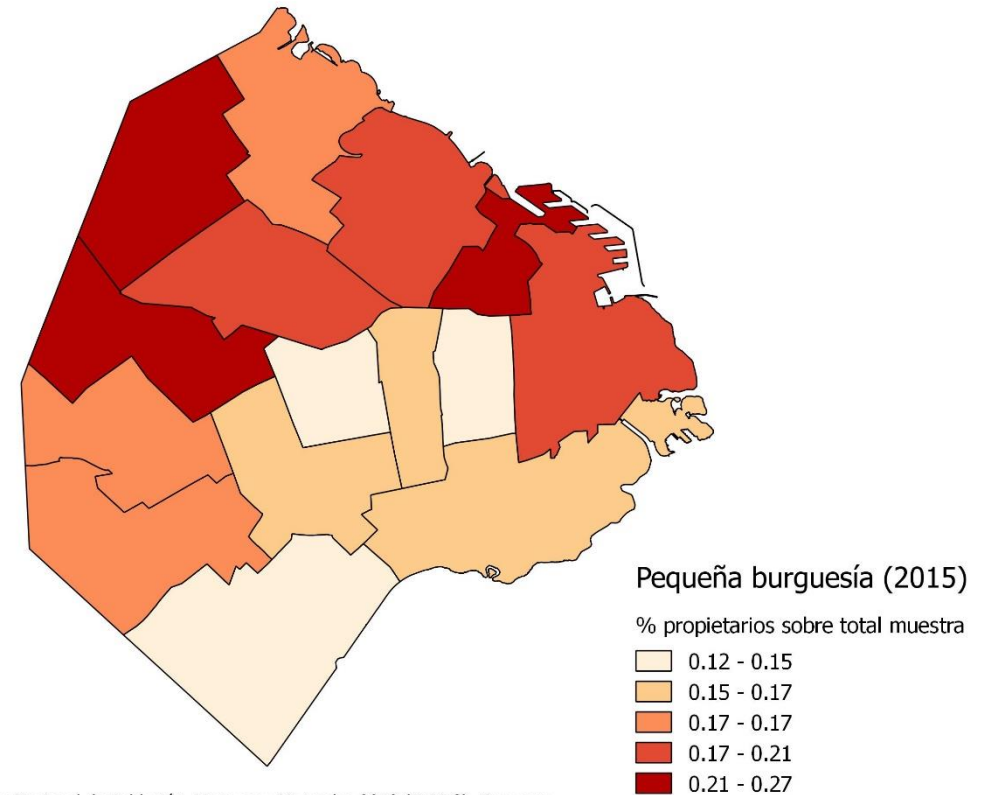 Pequeña burguesía (2015)
% propietarios sobre total muestra
0.12 - 0.15
0.15 - 0.17
0.17 - 0.17
0.17 - 0.21
0.21 - 0.27